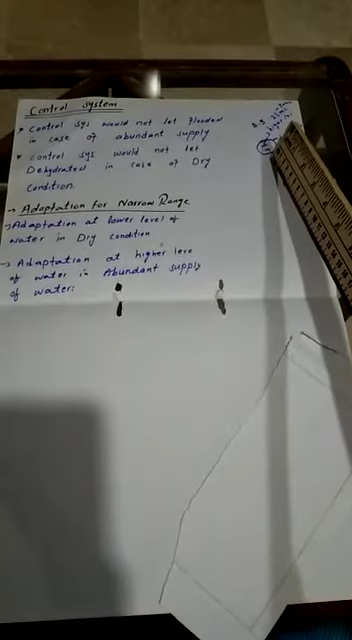 Control System
Control sys would not let flooded
in case of abundant supply
control sys would not let
Dehydrated in case of Dry
condition.
→ Adaptation for Narrow Range
→ Adaptation at lower level of
water in Dry condition
→ Adaptation at higher leve
of water in Abundant supply
of water: